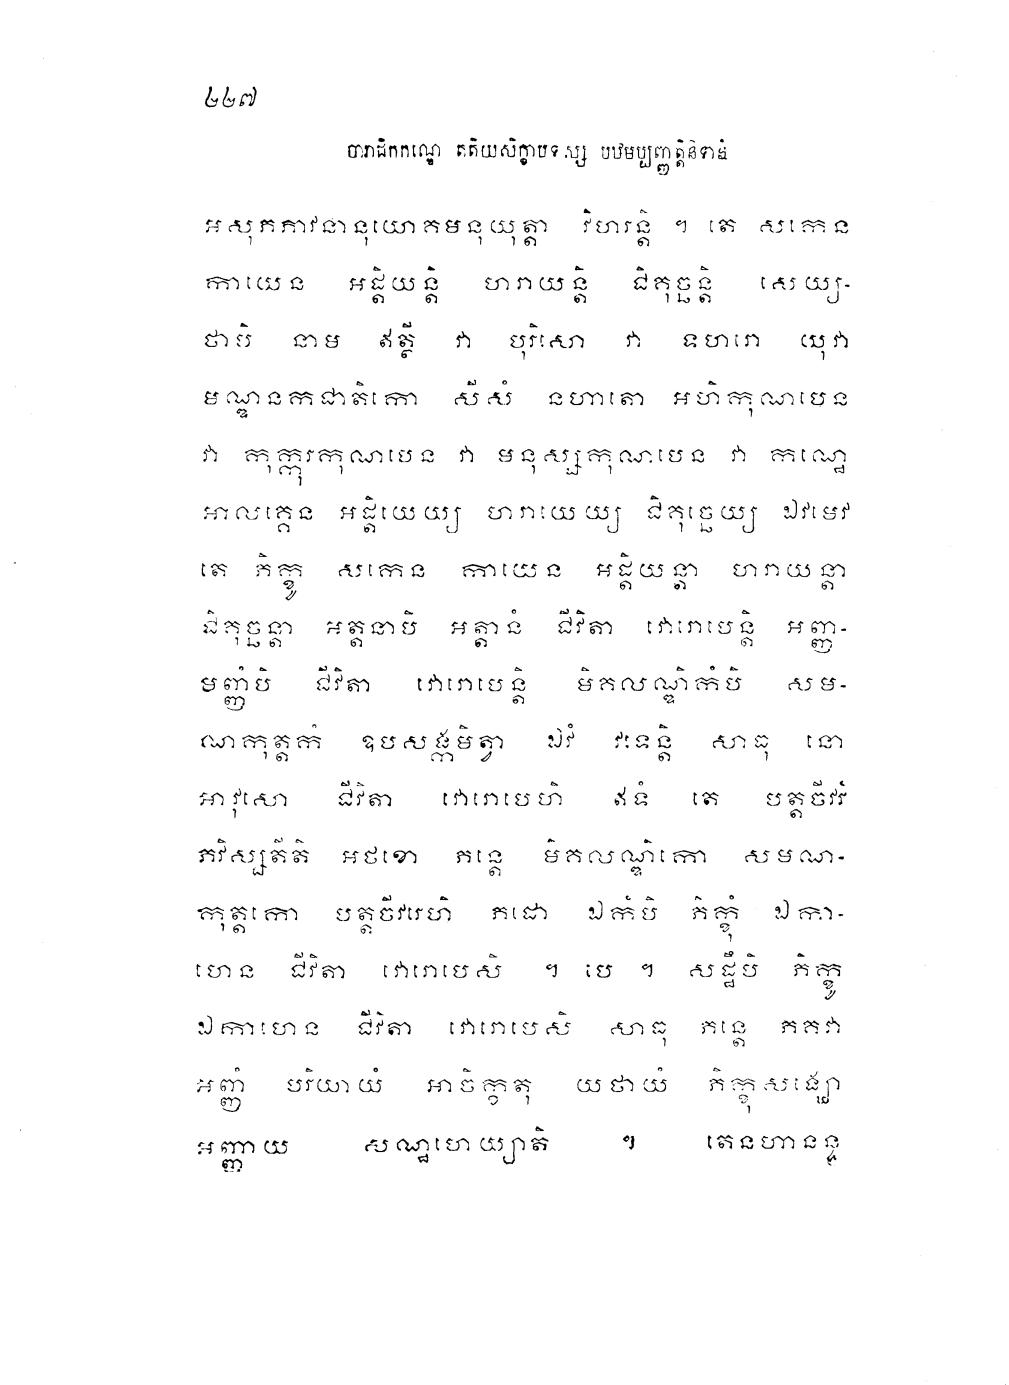 ២២៧
បារាជិកកណ្ឌេ តតិយសិក្ខាបទស្ស បឋមប្បញ្ញត្តិនិទានំ
អសុភភាវនានុយោគមនុយុត្តា វិហរន្តិ ។ តេ សកេន
កាយេន អដ្តិយន្តិ ហរាយន្តិ ជិគុច្ឆន្តិ សេយ្យ-
ថាបិ នាម ឥត្ថី វា បុរិសោ វា ទហរោ យុវា
មណ្ឌនកជាតិកោ សីសំ នហាតោ អហិកុណបេន
វា កុក្កុរកុណបេន វា មនុស្សកុណបេន វា កណ្ឋេ
អាលគ្គេន អដ្តិយេយ្យ ហរាយេយ្យ ជិគុច្ឆេយ្យ ឯវមេវ
តេ ភិក្ខូ សកេន កាយេន អដ្តិយន្តា ហរាយន្តា
ជិគុច្ឆន្តា អត្តនាបិ អត្តានំ ជីវិតា វោរោបេន្តិ អញ្ញ-
មញ្ញំបិ ជីវិតា វោរោបេន្តិ មិគលណ្ឌិកំបិ សម-
ណកុត្តកំ ឧបសង្កមិត្វា ឯវំ វទេន្តិ សាធុ នោ
អាវុសោ ជីវិតា វោរោបេហិ ឥទំ តេ បត្តចីវរំ
ភវិស្សតីតិ អថខោ ភន្តេ មិគលណ្ឌិកោ សមណ-
កុត្តកោ បត្តចីវរេហិ ភដោ ឯកំបិ ភិក្ខុំ ឯកា-
ហេន ជីវិតា វោរោបេសិ ។ បេ ។ សដ្ឋឹបិ ភិក្ខូ
ឯកាហេន ជីវិតា វោរោបេសិ សាធុ ភន្តេ ភគវា
អញ្ញំ បរិយាយំ អាចិក្ខតុ យថាយំ ភិក្ខុសង្ឃោ
អញ្ញាយ សណ្ឋហេយ្យាតិ ។ តេនហានន្ទ